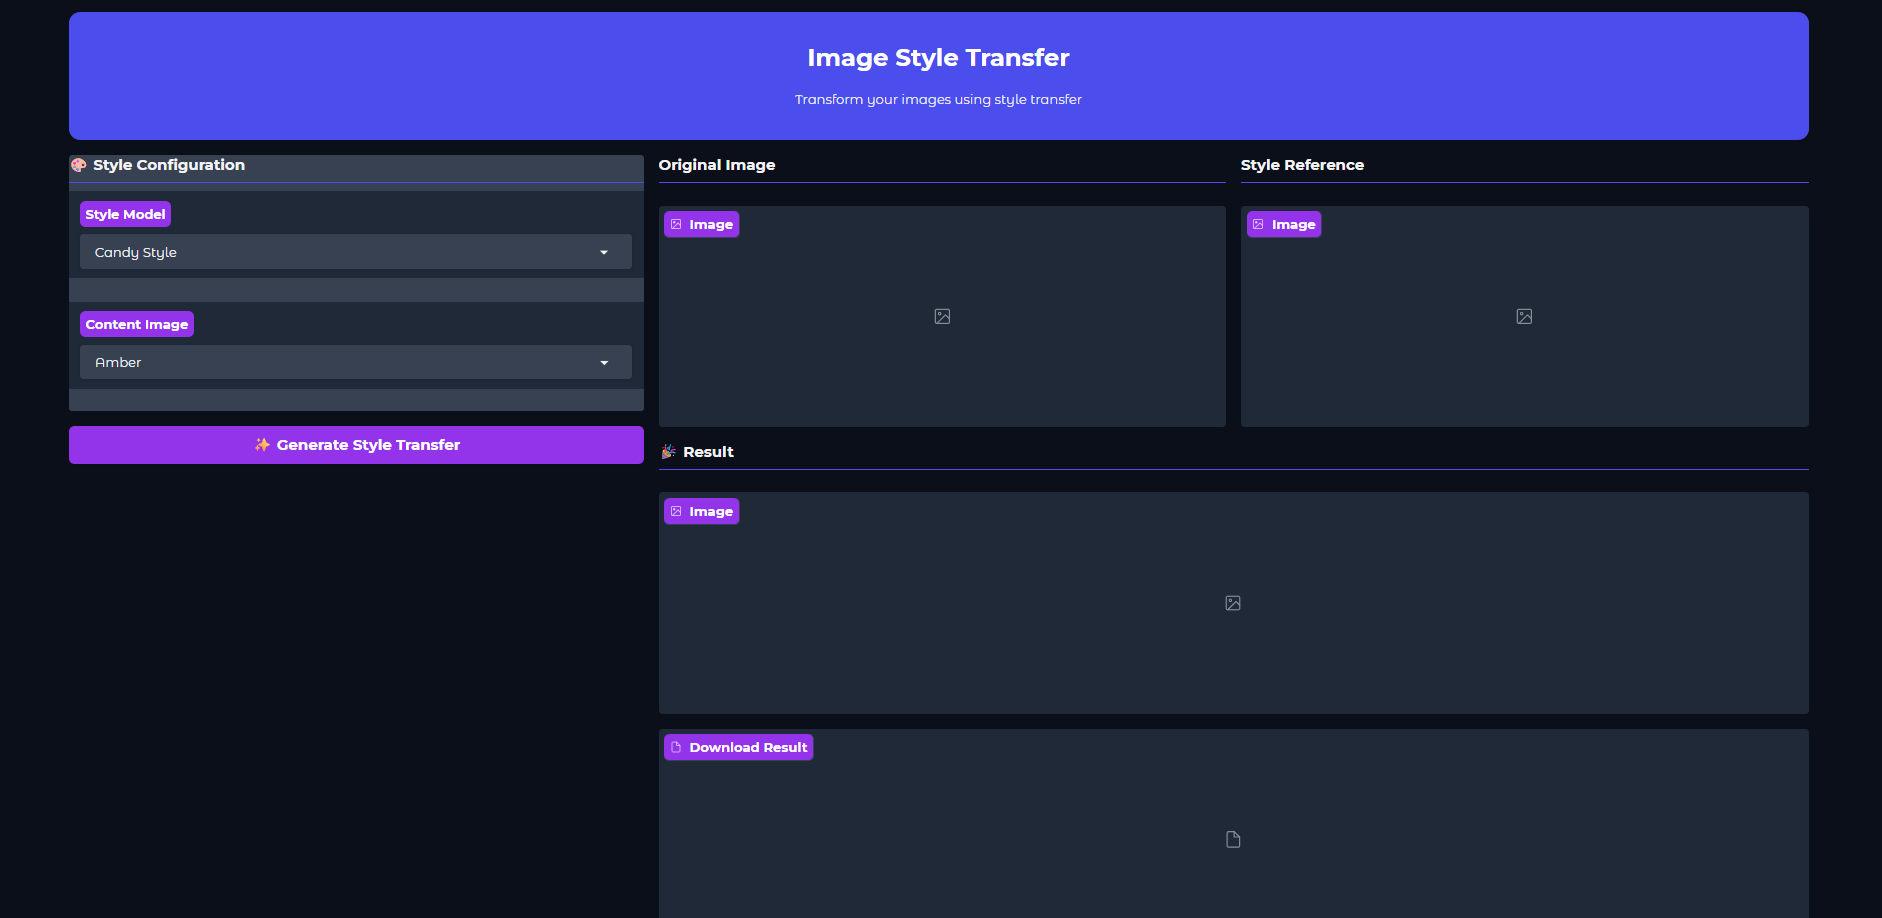 Image Style Transfer
Transform your images using style transfer
🎨 Style Configuration
Style Model
Candy Style
Content Image
Amber
✨ Generate Style Transfer
Original Image
Image
Style Reference
Image
🎉 Result
Image
Download Result